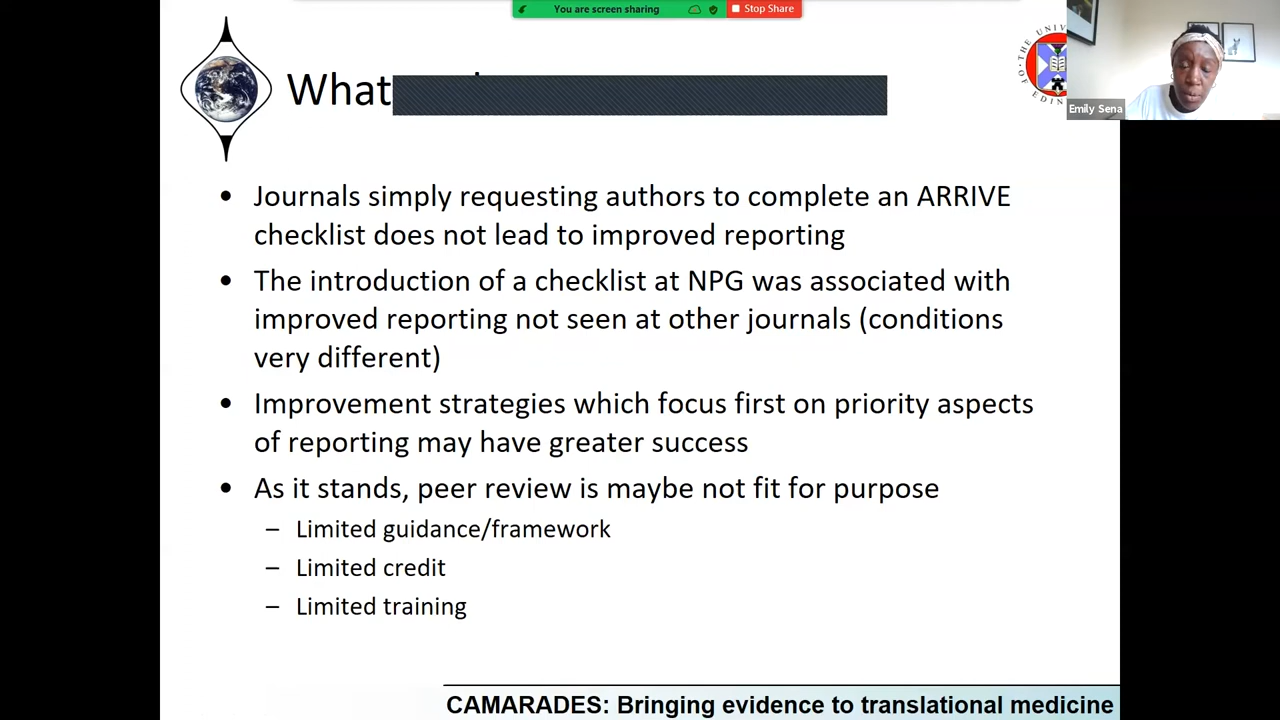 You are screen sharing
Stop Share
What
Emily Sena
• Journals simply requesting authors to complete an ARRIVE
checklist does not lead to improved reporting
• The introduction of a checklist at NPG was associated with
improved reporting not seen at other journals (conditions
very different)
• Improvement strategies which focus first on priority aspects
of reporting may have greater success
• As it stands, peer review is maybe not fit for purpose
– Limited guidance/framework
– Limited credit
– Limited training
CAMARADES: Bringing evidence to translational medicine